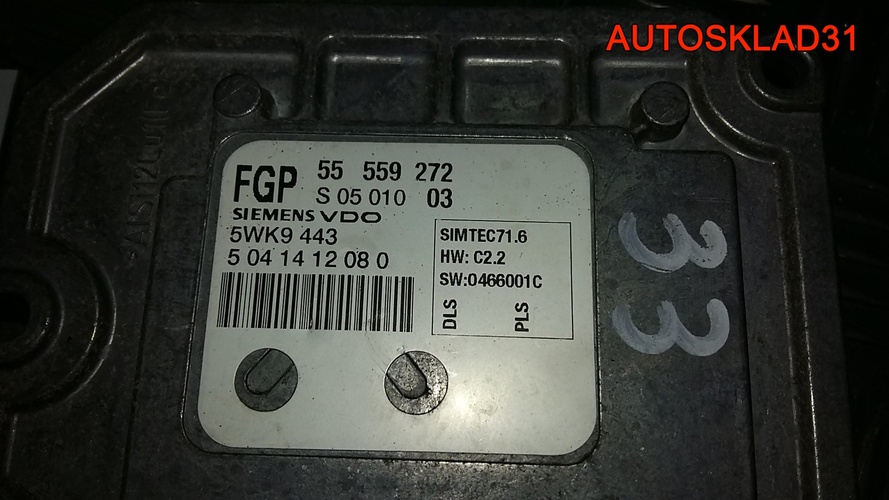 AUTOSKLAD31
FGP 55 559 272
S 05 010 03
SIEMENS VDO
5WK9 443
5 04 14 12 08 0
SIMTEC71.6
HW: C2.2
SW:0466001C
DLS PLS
33